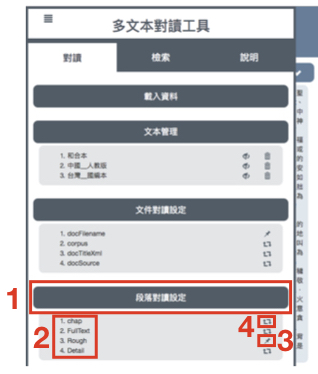 多文本對讀工具
對讀
檢索
說明
載入資料
文本管理
1. 和合本
2. 中國__人教版
3. 台灣__國編本
文件對讀設定
1. docFilename
2. corpus
3. docTitleXml
4. docSource
1
段落對讀設定
2
1. chap
2. FullText
3. Rough
4. Detail
4
3